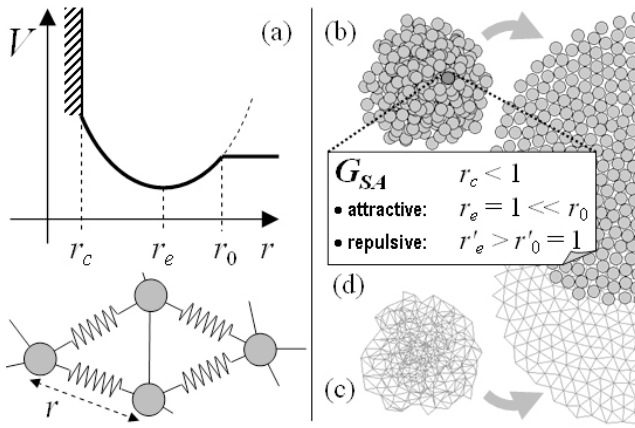 V
(a)
r_c
r_e
r_0
r
r
(b)
G_SA r_c < 1
• attractive: r_e = 1 << r_0
• repulsive: r'_e > r'_0 = 1
(d)
(c)